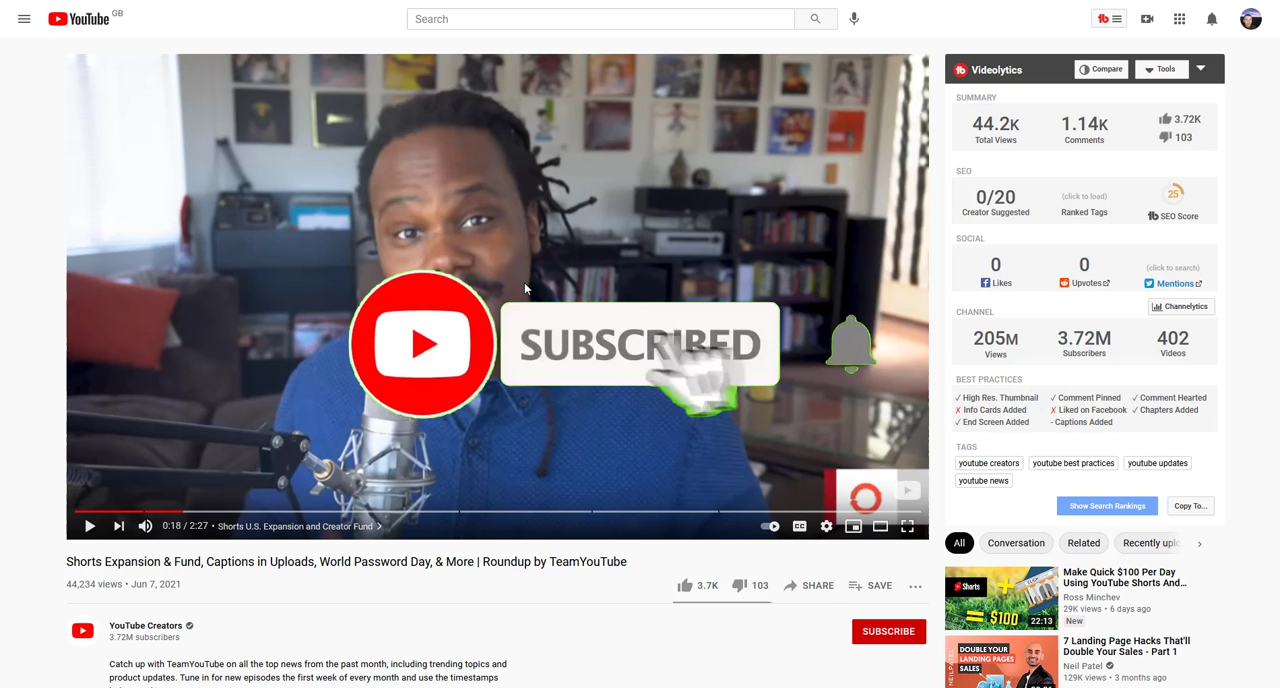 YouTube GB
Search
tb
SUBSCRIBED
0:18 / 2:27 • Shorts U.S. Expansion and Creator Fund
CC
Shorts Expansion & Fund, Captions in Uploads, World Password Day, & More | Roundup by TeamYouTube
44,234 views • Jun 7, 2021
3.7K 103 SHARE SAVE
YouTube Creators
3.72M subscribers
SUBSCRIBE
Catch up with TeamYouTube on all the top news from the past month, including trending topics and
product updates. Tune in for new episodes the first week of every month and use the timestamps
tb Videolytics Compare Tools
SUMMARY
44.2K 1.14K 3.72K
Total Views Comments 103
SEO
0/20 (click to load) 25
Creator Suggested Ranked Tags tb SEO Score
SOCIAL
0 0 (click to search)
Likes Upvotes Mentions
Channelytics
CHANNEL
205M 3.72M 402
Views Subscribers Videos
BEST PRACTICES
✓ High Res. Thumbnail ✓ Comment Pinned ✓ Comment Hearted
✗ Info Cards Added ✗ Liked on Facebook ✓ Chapters Added
✓ End Screen Added - Captions Added
TAGS
youtube creators youtube best practices youtube updates
youtube news
Show Search Rankings Copy To...
All Conversation Related Recently uplo
Shorts
= $100
22:13
Make Quick $100 Per Day
Using YouTube Shorts And...
Ross Minchev
29K views • 6 days ago
New
DOUBLE YOUR
LANDING PAGES
SALES
NEILPATEL
7 Landing Page Hacks That'll
Double Your Sales - Part 1
Neil Patel
129K views • 3 months ago